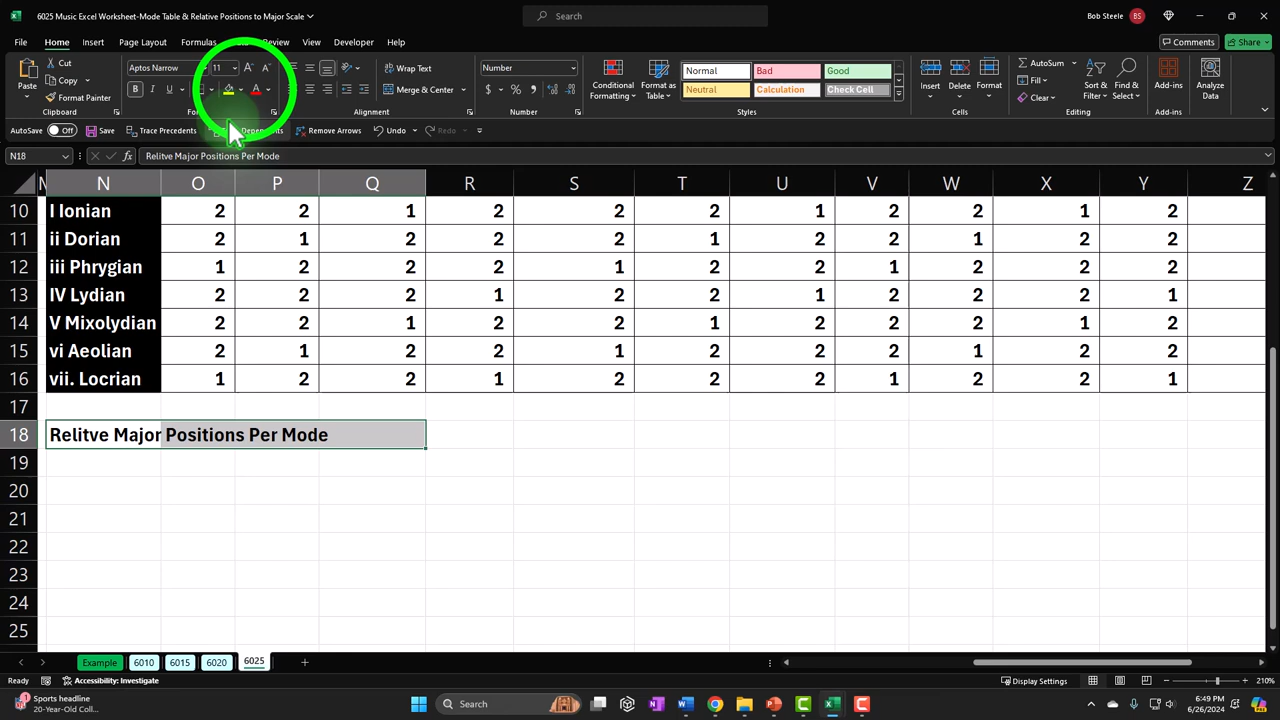 6025 Music Excel Worksheet-Mode Table & Relative Positions to Major Scale
Search
Bob Steele BS
File Home Insert Page Layout Formulas Review View Developer Help
Comments Share
Paste Cut Copy Format Painter Clipboard
Aptos Narrow 11
Wrap Text Merge & Center Alignment
Number Number
Conditional Formatting Format as Table
Normal Bad Good
Neutral Calculation Check Cell
Styles
Insert Delete Format Cells
AutoSum Fill Clear Editing
Sort & Filter Find & Select
Add-ins Add-ins
Analyze Data
AutoSave Off Save Trace Precedents Dependents Remove Arrows Undo Redo
N18 fx Relitve Major Positions Per Mode
N O P Q R S T U V W X Y Z
10 I Ionian 2 2 1 2 2 2 1 2 2 1 2
11 ii Dorian 2 1 2 2 2 1 2 2 1 2 2
12 iii Phrygian 1 2 2 2 1 2 2 1 2 2 2
13 IV Lydian 2 2 2 1 2 2 1 2 2 2 1
14 V Mixolydian 2 2 1 2 2 1 2 2 2 1 2
15 vi Aeolian 2 1 2 2 1 2 2 2 1 2 2
16 vii. Locrian 1 2 2 1 2 2 2 1 2 2 1
17
18 Relitve Major Positions Per Mode
19
20
21
22
23
24
25
Example 6010 6015 6020 6025
Ready Accessibility: Investigate Display Settings 210%
Sports headline
20-Year-Old Coll...
Search
6:49 PM
6/26/2024